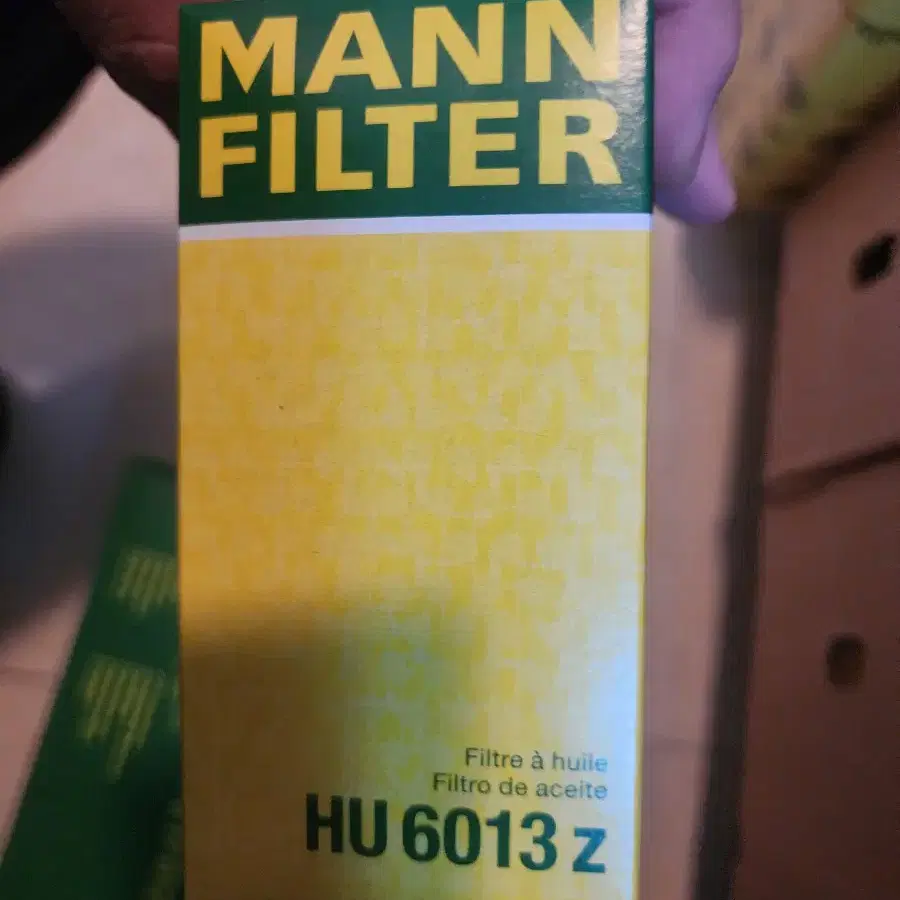 MANN
FILTER
Filtre à huile
Filtro de aceite
HU 6013 z